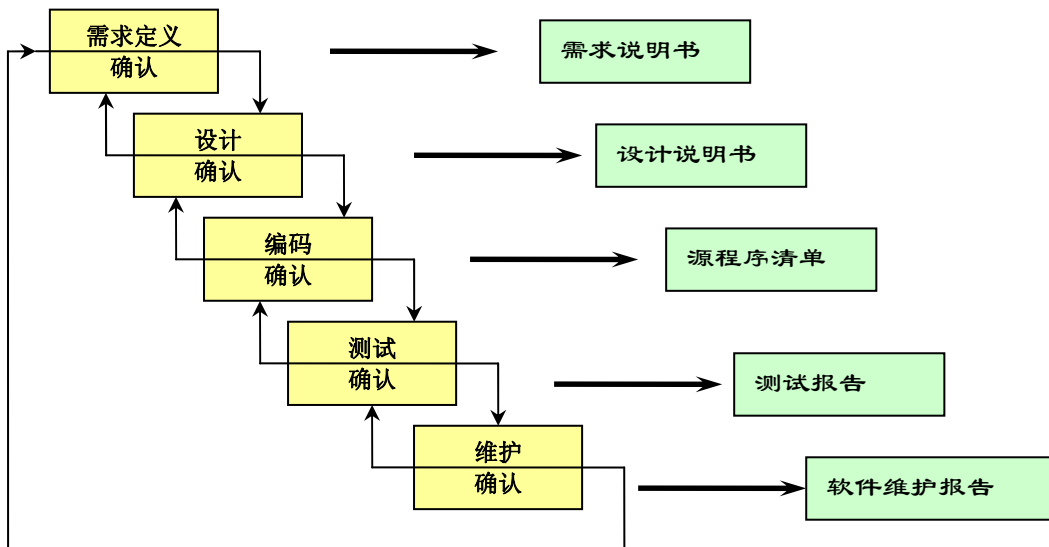 需求定义
确认
需求说明书
设计
确认
设计说明书
编码
确认
源程序清单
测试
确认
测试报告
维护
确认
软件维护报告